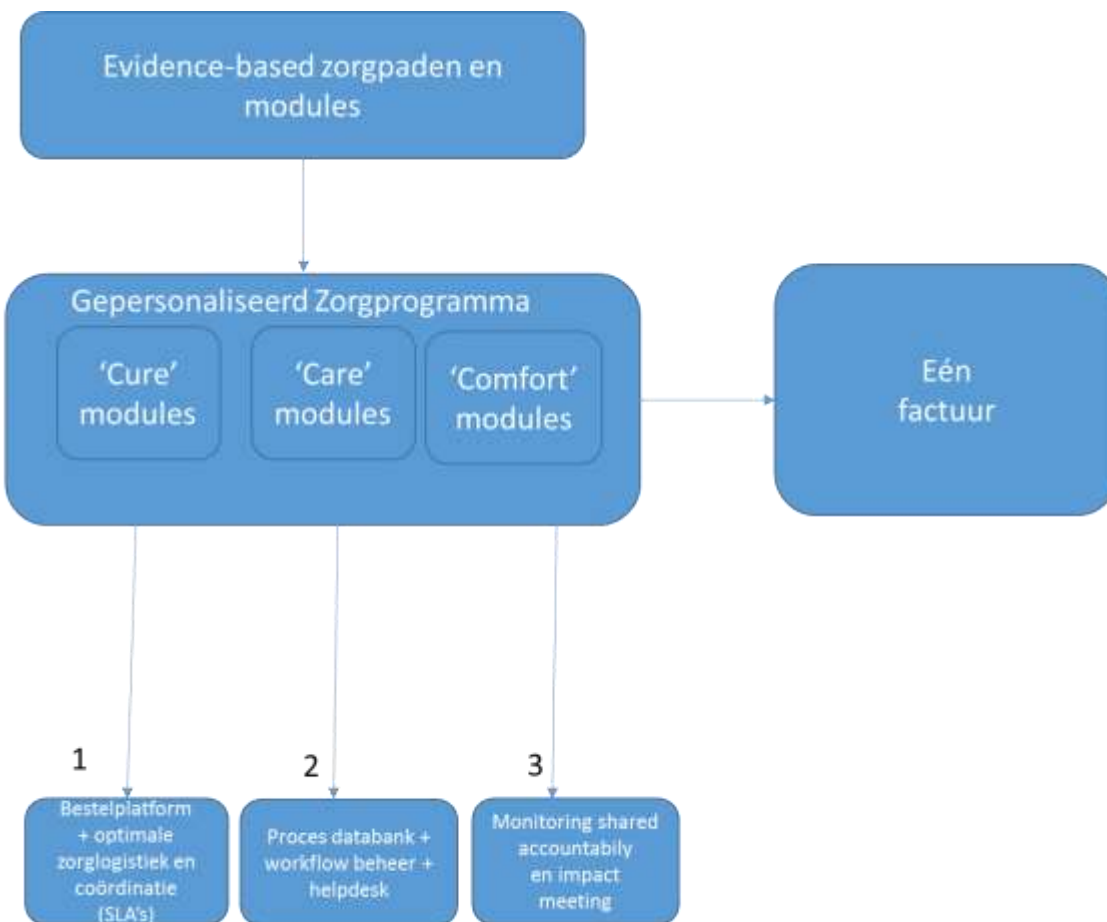 Evidence-based zorgpaden en
modules
Gepersonaliseerd Zorgprogramma
‘Cure’
modules
‘Care’
modules
‘Comfort’
modules
Eén
factuur
1
Bestelplatform
+ optimale
zorglogistiek en
coördinatie
(SLA’s)
2
Proces databank +
workflow beheer +
helpdesk
3
Monitoring shared
accountabily
en impact
meeting